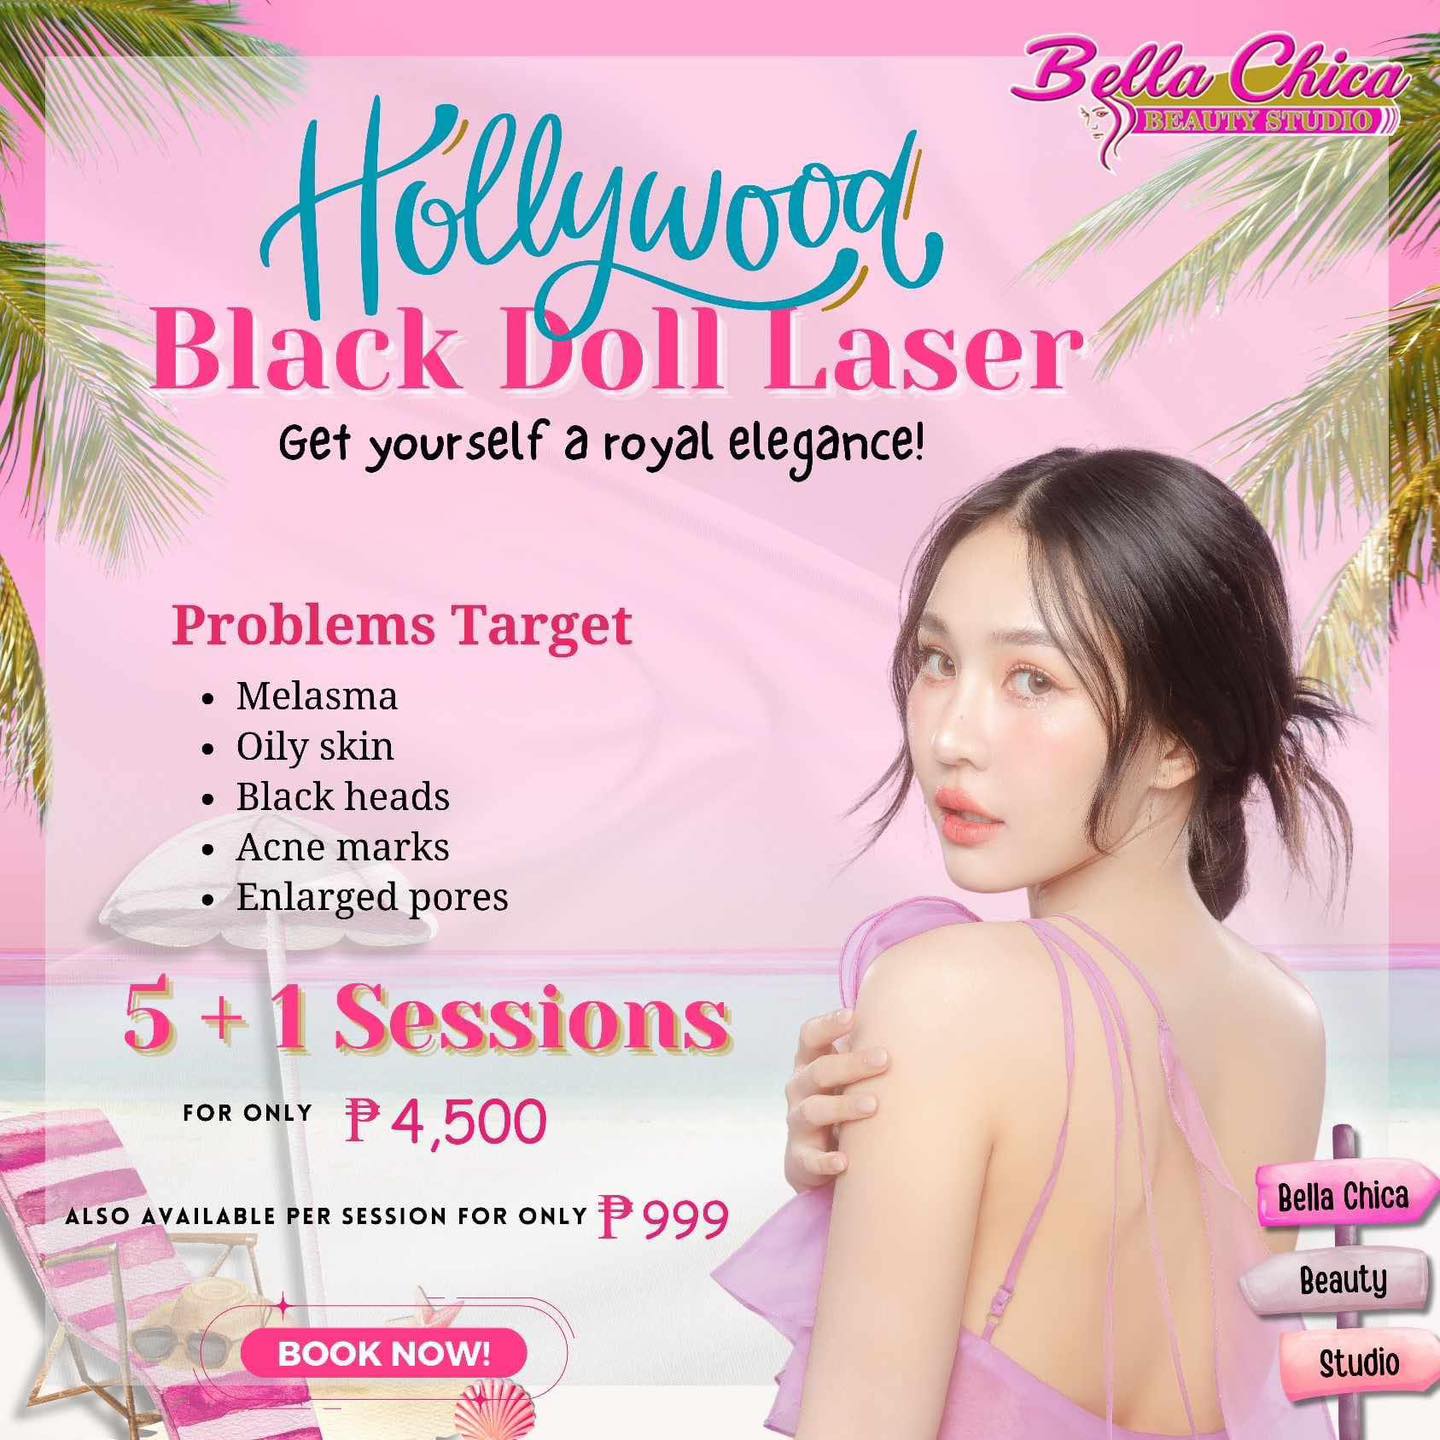 Bella Chica
BEAUTY STUDIO
Hollywood
Black Doll Laser
Get yourself a royal elegance!
Problems Target
• Melasma
• Oily skin
• Black heads
• Acne marks
• Enlarged pores
5 + 1 Sessions
FOR ONLY ₱4,500
ALSO AVAILABLE PER SESSION FOR ONLY ₱999
BOOK NOW!
Bella Chica
Beauty
Studio